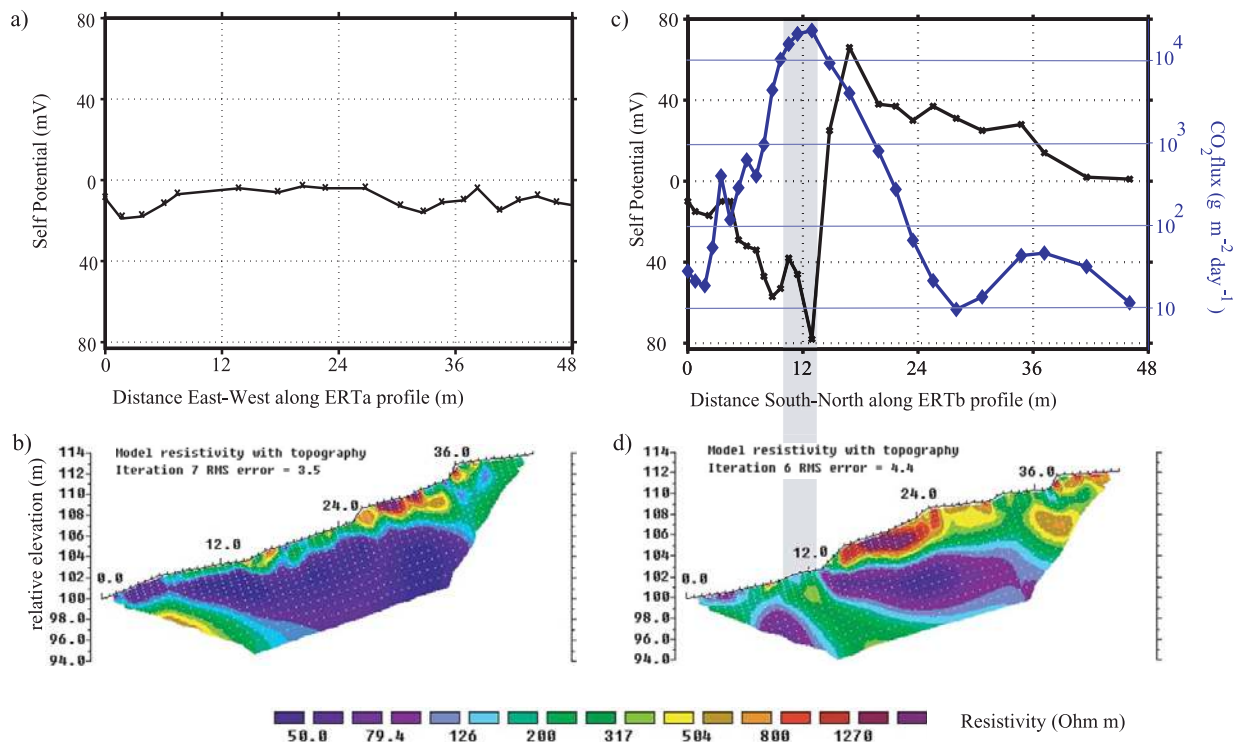 a)
80
40
0
40
80
Self Potential (mV)
0 12 24 36 48
Distance East-West along ERTa profile (m)
c)
80
40
0
40
80
Self Potential (mV)
10^4
10^3
10^2
10
CO2 flux (g m^-2 day^-1)
0 12 24 36 48
Distance South-North along ERTb profile (m)
b)
Model resistivity with topography
Iteration 7 RMS error = 3.5
114
112
110
108
106
104
102
100
98.0
96.0
94.0
relative elevation (m)
0.0
12.0
24.0
36.0
d)
Model resistivity with topography
Iteration 6 RMS error = 4.4
114
112
110
108
106
104
102
100
98.0
96.0
94.0
0.0
12.0
24.0
36.0
50.0 79.4 126 200 317 504 800 1270
Resistivity (Ohm m)